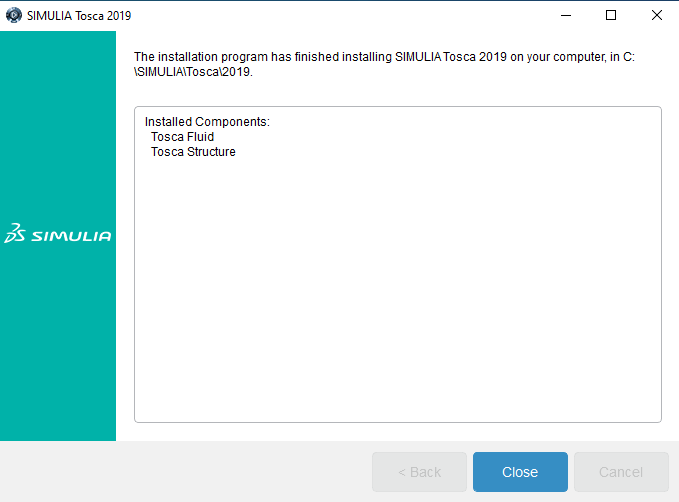 SIMULIA Tosca 2019
The installation program has finished installing SIMULIA Tosca 2019 on your computer, in C:
\SIMULIA\Tosca\2019.
Installed Components:
Tosca Fluid
Tosca Structure
3DS SIMULIA
< Back
Close
Cancel